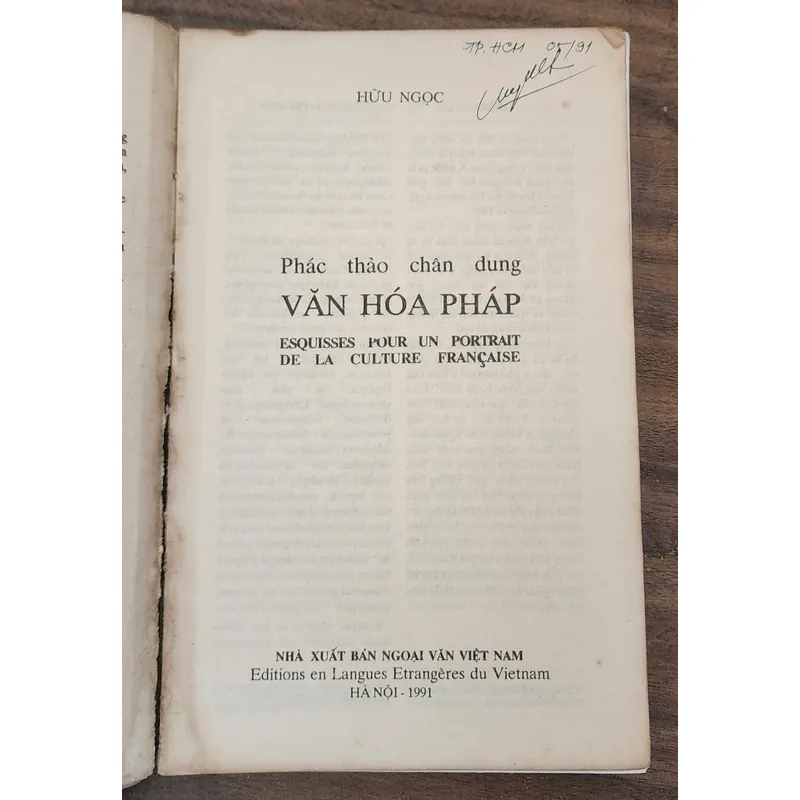 TP. HCM 05/91
HỮU NGỌC
Phác thảo chân dung
VĂN HÓA PHÁP
ESQUISSES POUR UN PORTRAIT
DE LA CULTURE FRANÇAISE
NHÀ XUẤT BẢN NGOẠI VĂN VIỆT NAM
Editions en Langues Etrangères du Vietnam
HÀ NỘI - 1991